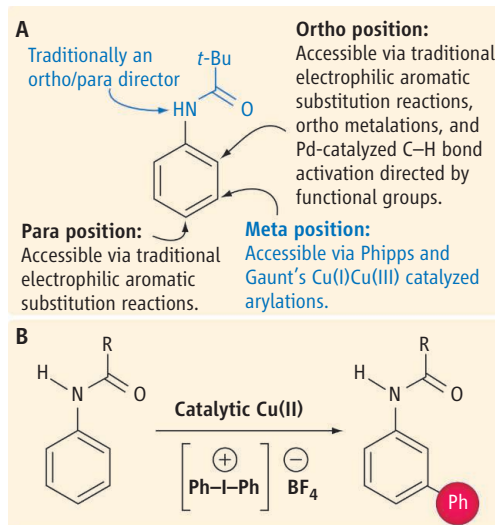 A
Traditionally an
ortho/para director
t-Bu
HN
O
Ortho position:
Accessible via traditional
electrophilic aromatic
substitution reactions,
ortho metalations, and
Pd-catalyzed C–H bond
activation directed by
functional groups.
Para position:
Accessible via traditional
electrophilic aromatic
substitution reactions.
Meta position:
Accessible via Phipps and
Gaunt's Cu(I)Cu(III) catalyzed
arylations.
B
R
H
N
O
Catalytic Cu(II)
[Ph–I–Ph]⊕ ⊖BF₄
R
H
N
O
Ph